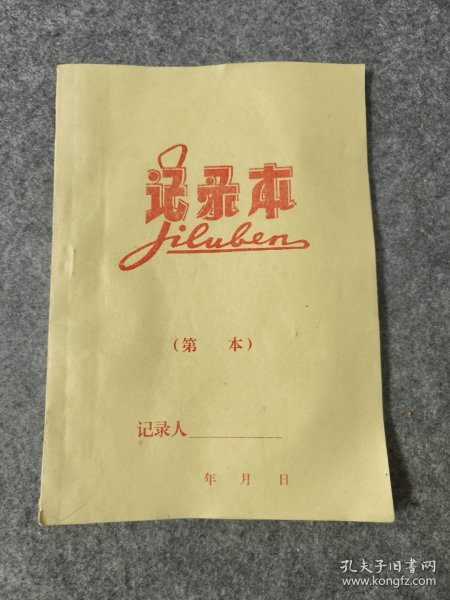 记录本
Jiluben
（第 本）
记录人
年 月 日
孔夫子旧书网
www.kongfz.com